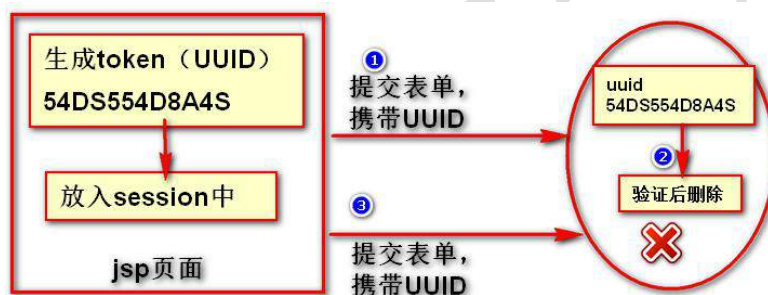 生成token（UUID）
54DS554D8A4S
放入session中
jsp页面
1
提交表单，
携带UUID
3
提交表单，
携带UUID
uuid
54DS554D8A4S
2
验证后删除